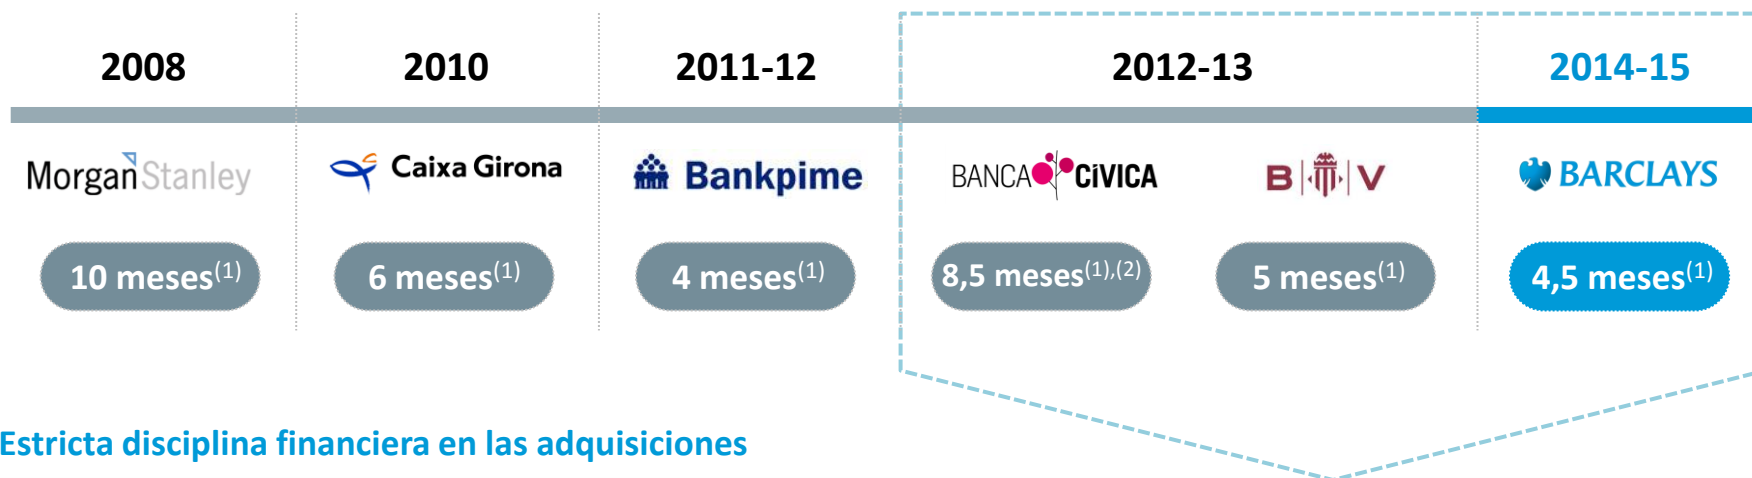 2008 2010 2011-12 2012-13 2014-15
Morgan Stanley Caixa Girona Bankpime BANCA CÍVICA B V BARCLAYS
10 meses(1) 6 meses(1) 4 meses(1) 8,5 meses(1),(2) 5 meses(1) 4,5 meses(1)
Estricta disciplina financiera en las adquisiciones